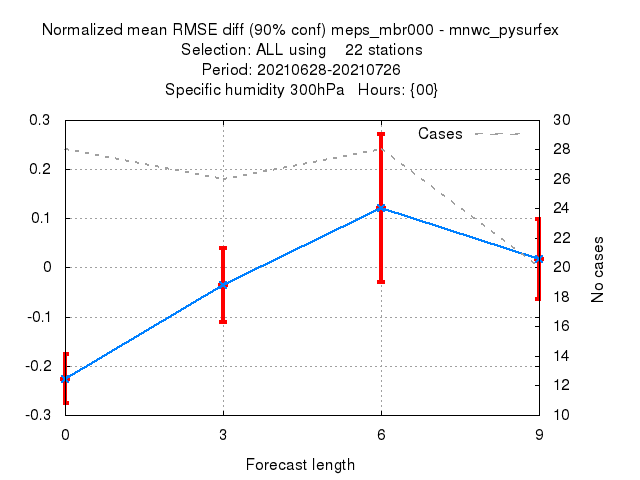 Normalized mean RMSE diff (90% conf) meps_mbr000 - mnwc_pysurfex
Selection: ALL using 22 stations
Period: 20210628-20210726
Specific humidity 300hPa Hours: {00}
0.3
0.2
0.1
0
-0.1
-0.2
-0.3
Cases
30
28
26
24
22
20
18
16
14
12
10
No cases
0 3 6 9
Forecast length